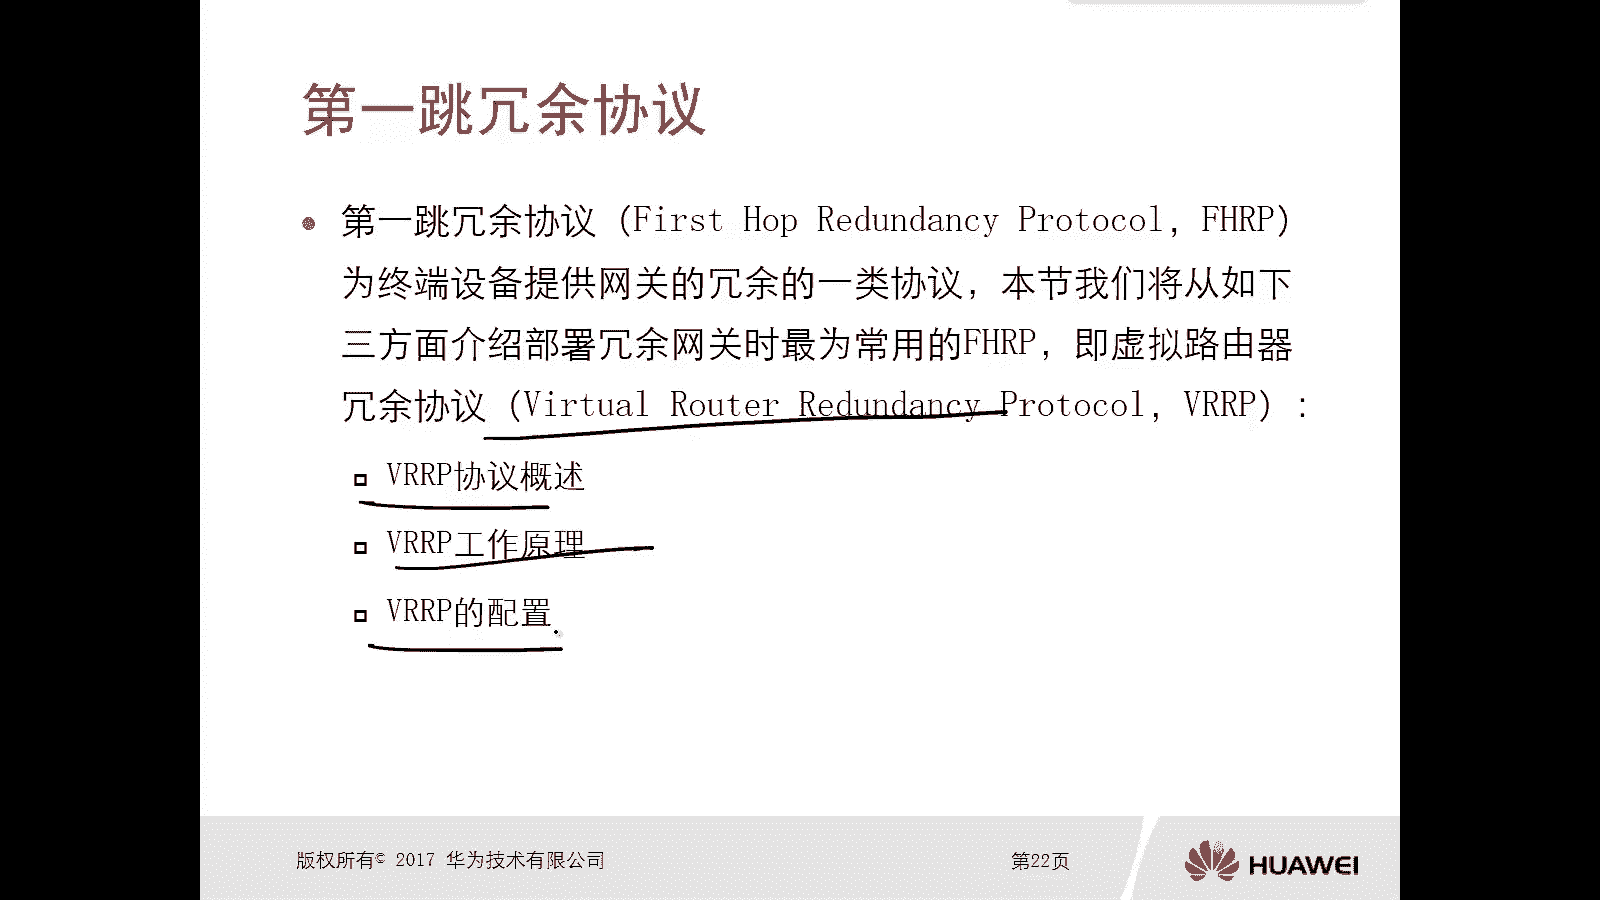 第一跳冗余协议
第一跳冗余协议（First Hop Redundancy Protocol，FHRP）
为终端设备提供网关的冗余的一类协议，本节我们将从如下
三方面介绍部署冗余网关时最为常用的FHRP，即虚拟路由器
冗余协议（Virtual Router Redundancy Protocol，VRRP）：
VRRP协议概述
VRRP工作原理
VRRP的配置
版权所有© 2017 华为技术有限公司
第22页
HUAWEI